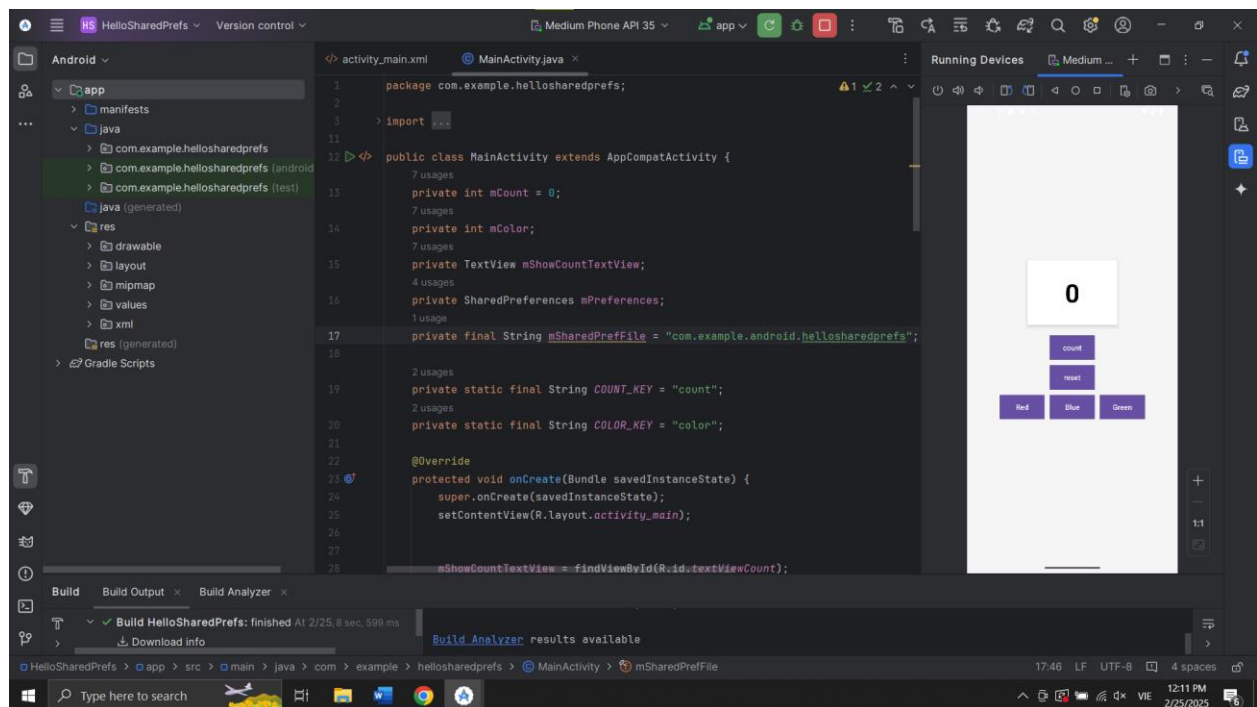 HS HelloSharedPrefs Version control Medium Phone API 35 app
Android
app
manifests
java
com.example.hellosharedprefs
com.example.hellosharedprefs (android
com.example.hellosharedprefs (test)
java (generated)
res
drawable
layout
mipmap
values
xml
res (generated)
Gradle Scripts
activity_main.xml MainActivity.java
1 package com.example.hellosharedprefs; 1 2
2
3 import ...
11
12 public class MainActivity extends AppCompatActivity {
7 usages
13 private int mCount = 0;
7 usages
14 private int mColor;
7 usages
15 private TextView mShowCountTextView;
4 usages
16 private SharedPreferences mPreferences;
1 usage
17 private final String mSharedPrefFile = "com.example.android.hellosharedprefs";
18
2 usages
19 private static final String COUNT_KEY = "count";
2 usages
20 private static final String COLOR_KEY = "color";
21
22 @Override
23 protected void onCreate(Bundle savedInstanceState) {
24 super.onCreate(savedInstanceState);
25 setContentView(R.layout.activity_main);
26
27
28 mShowCountTextView = findViewById(R.id.textViewCount);
Running Devices Medium ...
0
count
reset
Red Blue Green
1:1
Build Build Output Build Analyzer
Build HelloSharedPrefs: finished At 2/25, 8 sec, 599 ms
Download info
Build Analyzer results available
HelloSharedPrefs > app > src > main > java > com > example > hellosharedprefs > MainActivity > mSharedPrefFile 17:46 LF UTF-8 4 spaces
Type here to search
VIE 12:11 PM
2/25/2025
6